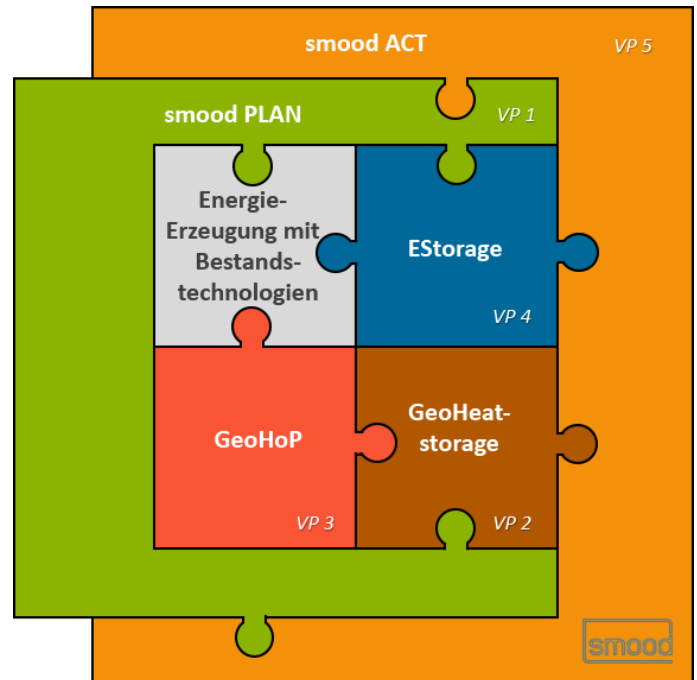 smood ACT
VP 5
smood PLAN
VP 1
Energie-
Erzeugung mit
Bestands-
technologien
EStorage
VP 4
GeoHoP
VP 3
GeoHeat-
storage
VP 2
smood